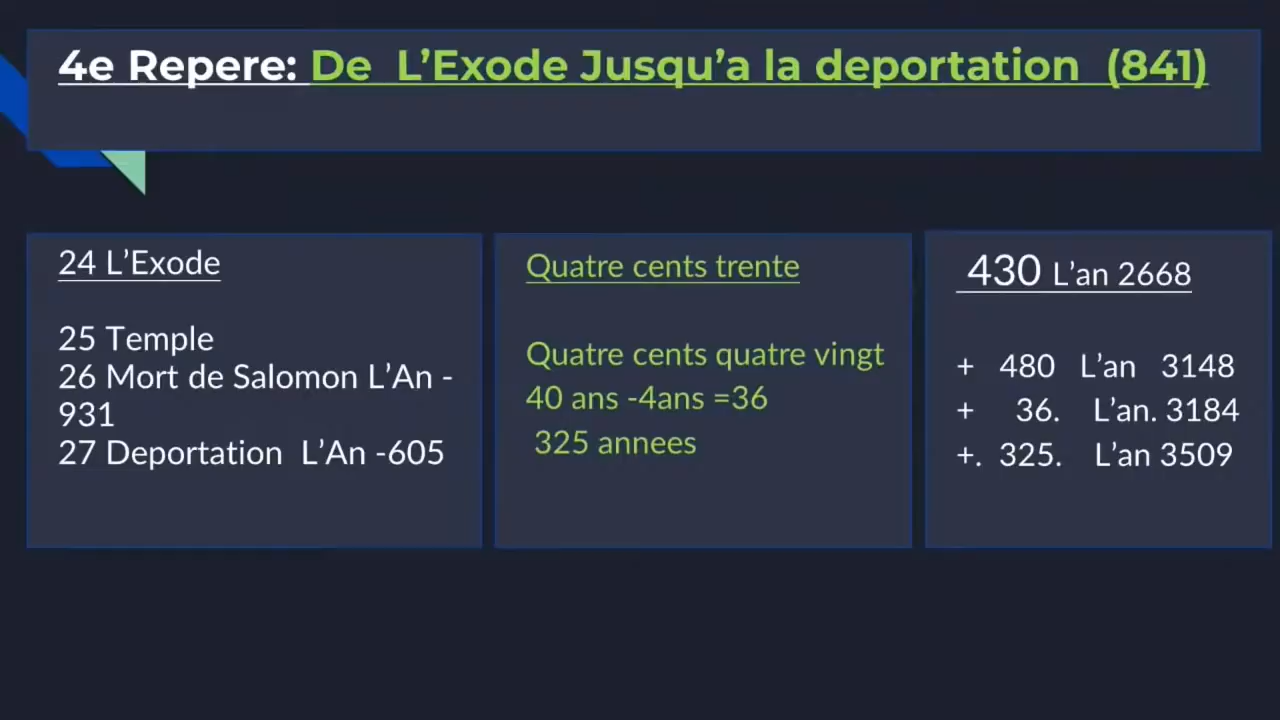 4e Repere: De L'Exode Jusqu'a la deportation (841)
24 L'Exode
25 Temple
26 Mort de Salomon L'An -
931
27 Deportation L'An -605
Quatre cents trente
Quatre cents quatre vingt
40 ans -4ans =36
325 annees
430 L'an 2668
+ 480 L'an 3148
+ 36. L'an. 3184
+. 325. L'an 3509